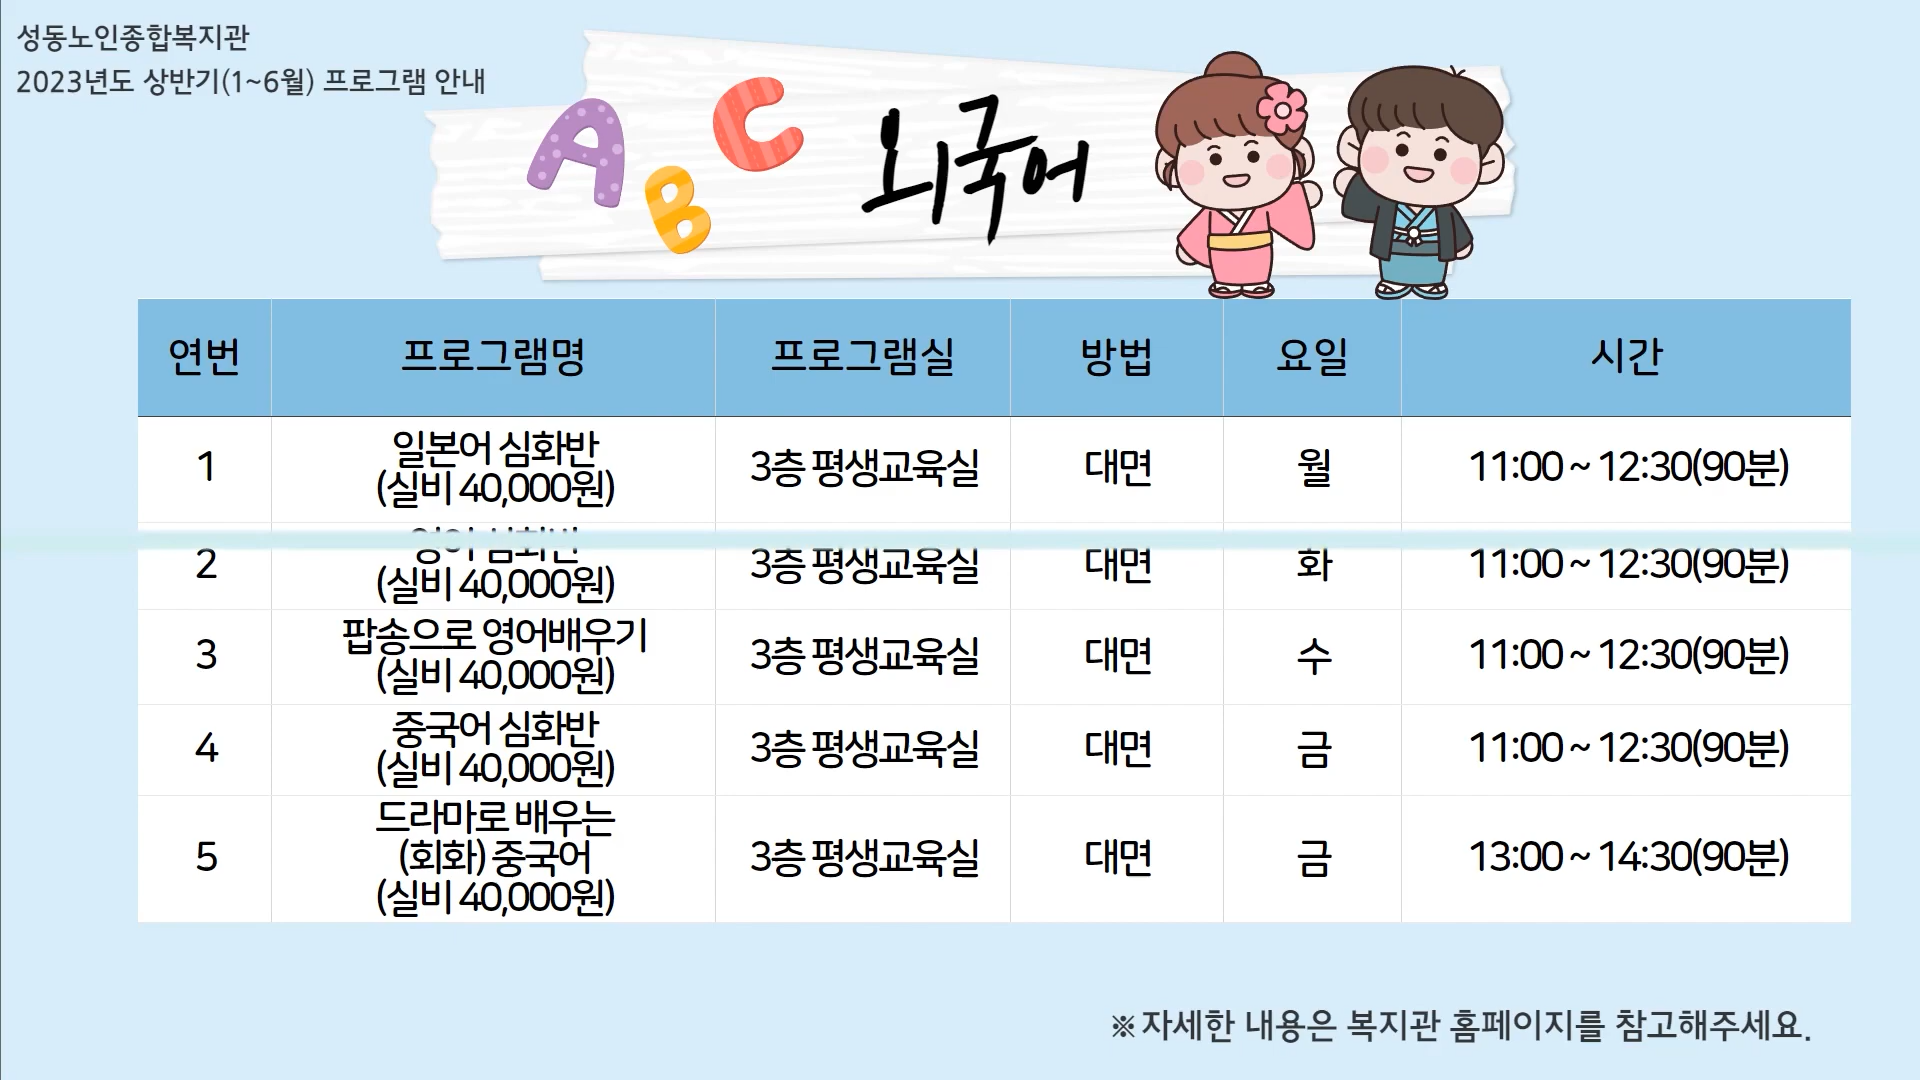 성동노인종합복지관
2023년도 상반기(1~6월) 프로그램 안내
A B C 외국어
연번 프로그램명 프로그램실 방법 요일 시간
1 일본어 심화반 (실비 40,000원) 3층 평생교육실 대면 월 11:00 ~ 12:30(90분)
2 영어 심화반 (실비 40,000원) 3층 평생교육실 대면 화 11:00 ~ 12:30(90분)
3 팝송으로 영어배우기 (실비 40,000원) 3층 평생교육실 대면 수 11:00 ~ 12:30(90분)
4 중국어 심화반 (실비 40,000원) 3층 평생교육실 대면 금 11:00 ~ 12:30(90분)
5 드라마로 배우는 (회화) 중국어 (실비 40,000원) 3층 평생교육실 대면 금 13:00 ~ 14:30(90분)
※자세한 내용은 복지관 홈페이지를 참고해주세요.